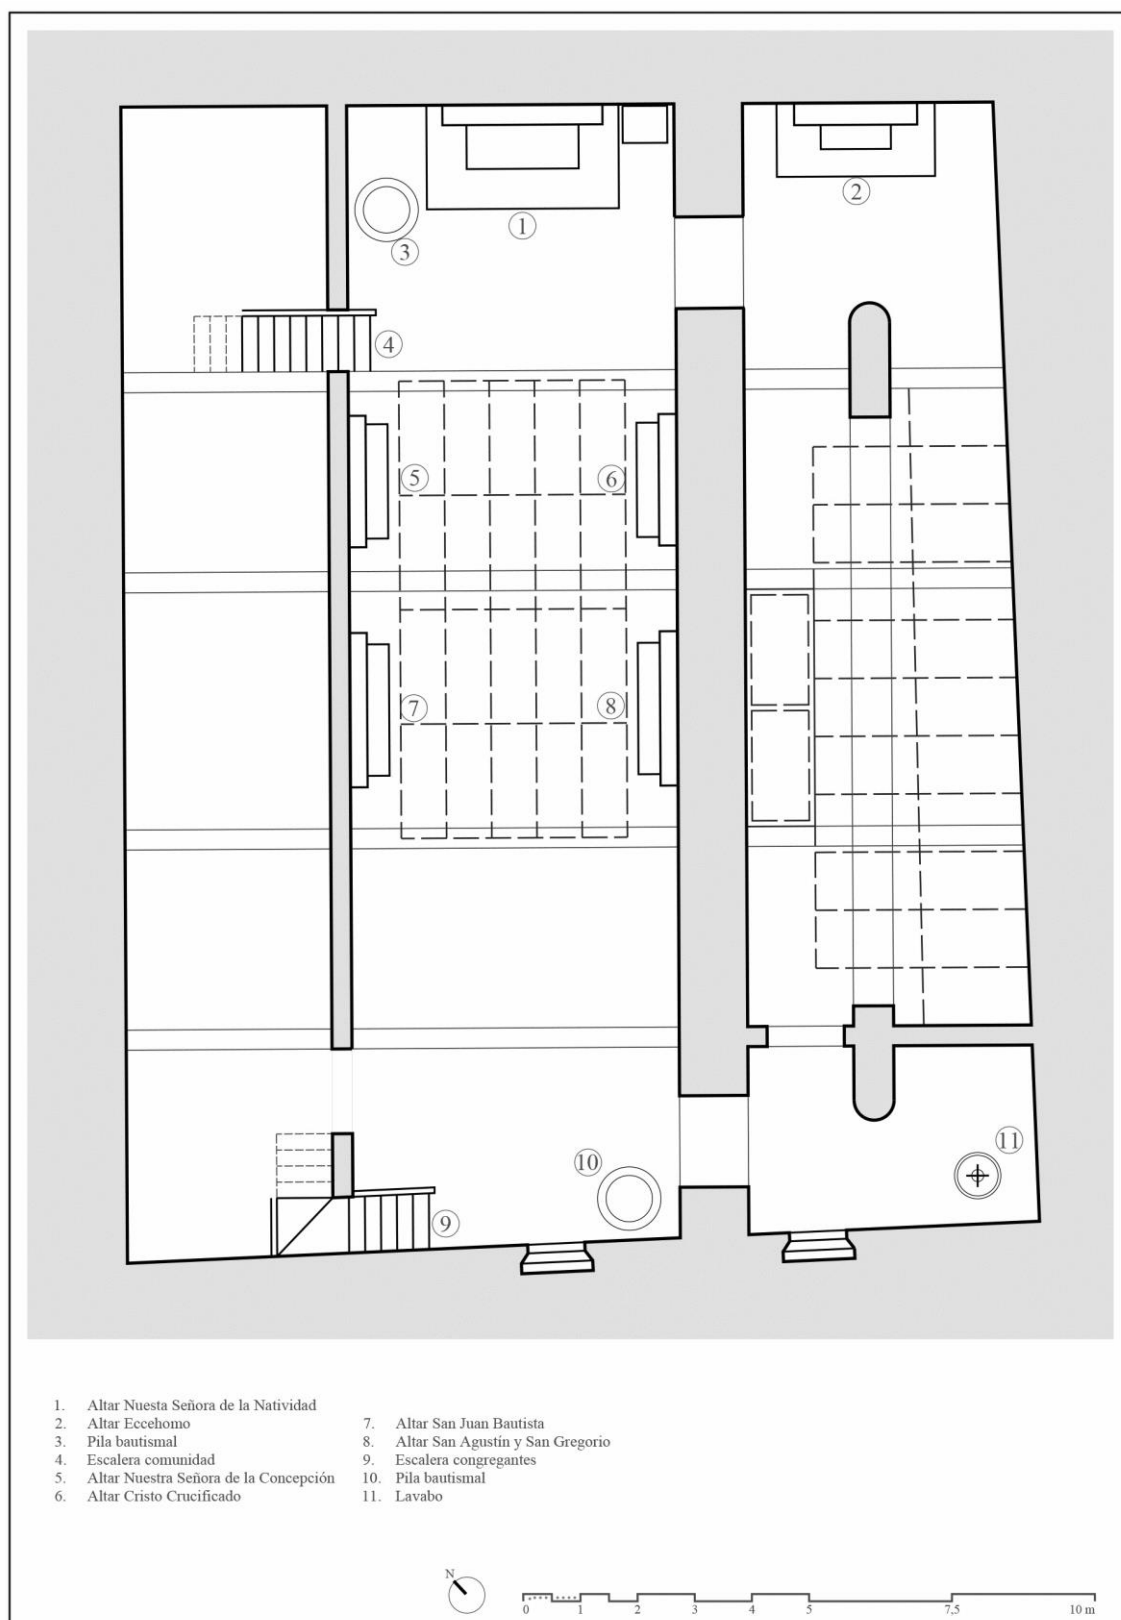 1
2
3
4
5
6
7
8
9
10
11
1. Altar Nuesta Señora de la Natividad
2. Altar Eccehomo
3. Pila bautismal
4. Escalera comunidad
5. Altar Nuestra Señora de la Concepción
6. Altar Cristo Crucificado
7. Altar San Juan Bautista
8. Altar San Agustín y San Gregorio
9. Escalera congregantes
10. Pila bautismal
11. Lavabo
N
0 1 2 3 4 5 7,5 10 m